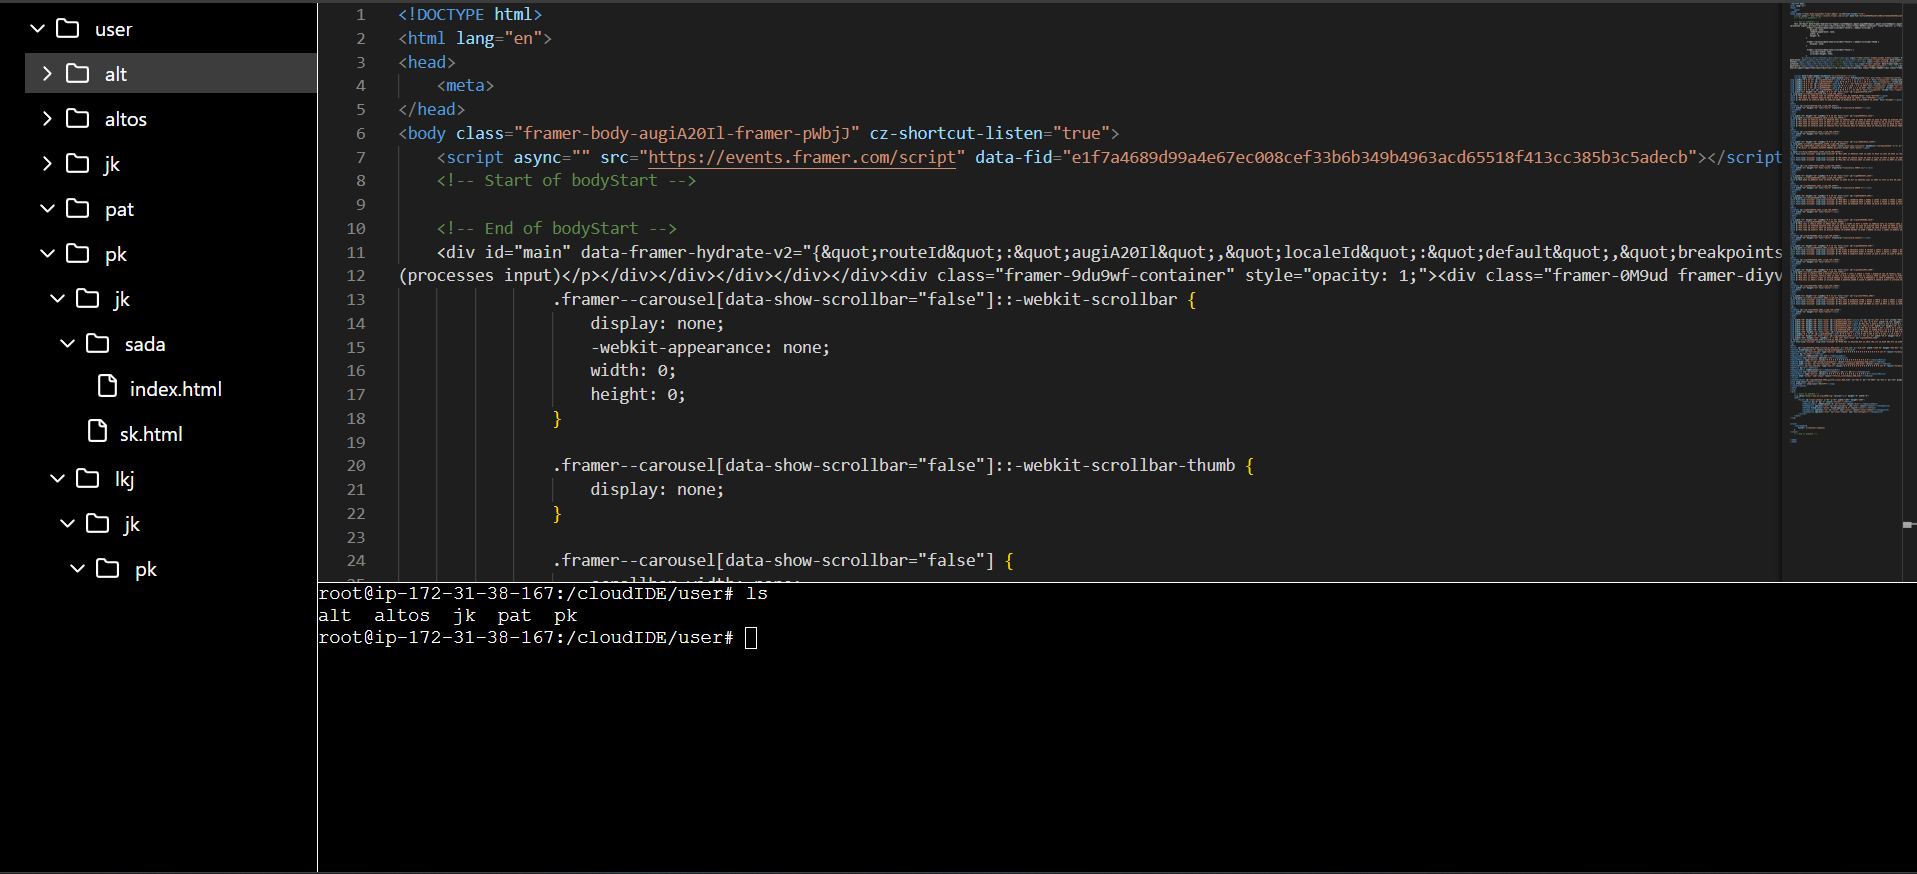 user
alt
altos
jk
pat
pk
jk
sada
index.html
sk.html
lkj
jk
pk
1 <!DOCTYPE html>
2 <html lang="en">
3 <head>
4 <meta>
5 </head>
6 <body class="framer-body-augiA20Il-framer-pWbjJ" cz-shortcut-listen="true">
7 <script async="" src="https://events.framer.com/script" data-fid="e1f7a4689d99a4e67ec008cef33b6b349b4963acd65518f413cc385b3c5adecb"></script
8 <!-- Start of bodyStart -->
9
10 <!-- End of bodyStart -->
11 <div id="main" data-framer-hydrate-v2="{&quot;routeId&quot;:&quot;augiA20Il&quot;,&quot;localeId&quot;:&quot;default&quot;,&quot;breakpoints
12 (processes input)</p></div></div></div></div></div><div class="framer-9du9wf-container" style="opacity: 1;"><div class="framer-0M9ud framer-diyv
13 .framer--carousel[data-show-scrollbar="false"]::-webkit-scrollbar {
14 display: none;
15 -webkit-appearance: none;
16 width: 0;
17 height: 0;
18 }
19
20 .framer--carousel[data-show-scrollbar="false"]::-webkit-scrollbar-thumb {
21 display: none;
22 }
23
24 .framer--carousel[data-show-scrollbar="false"] {
root@ip-172-31-38-167:/cloudIDE/user# ls
alt altos jk pat pk
root@ip-172-31-38-167:/cloudIDE/user#